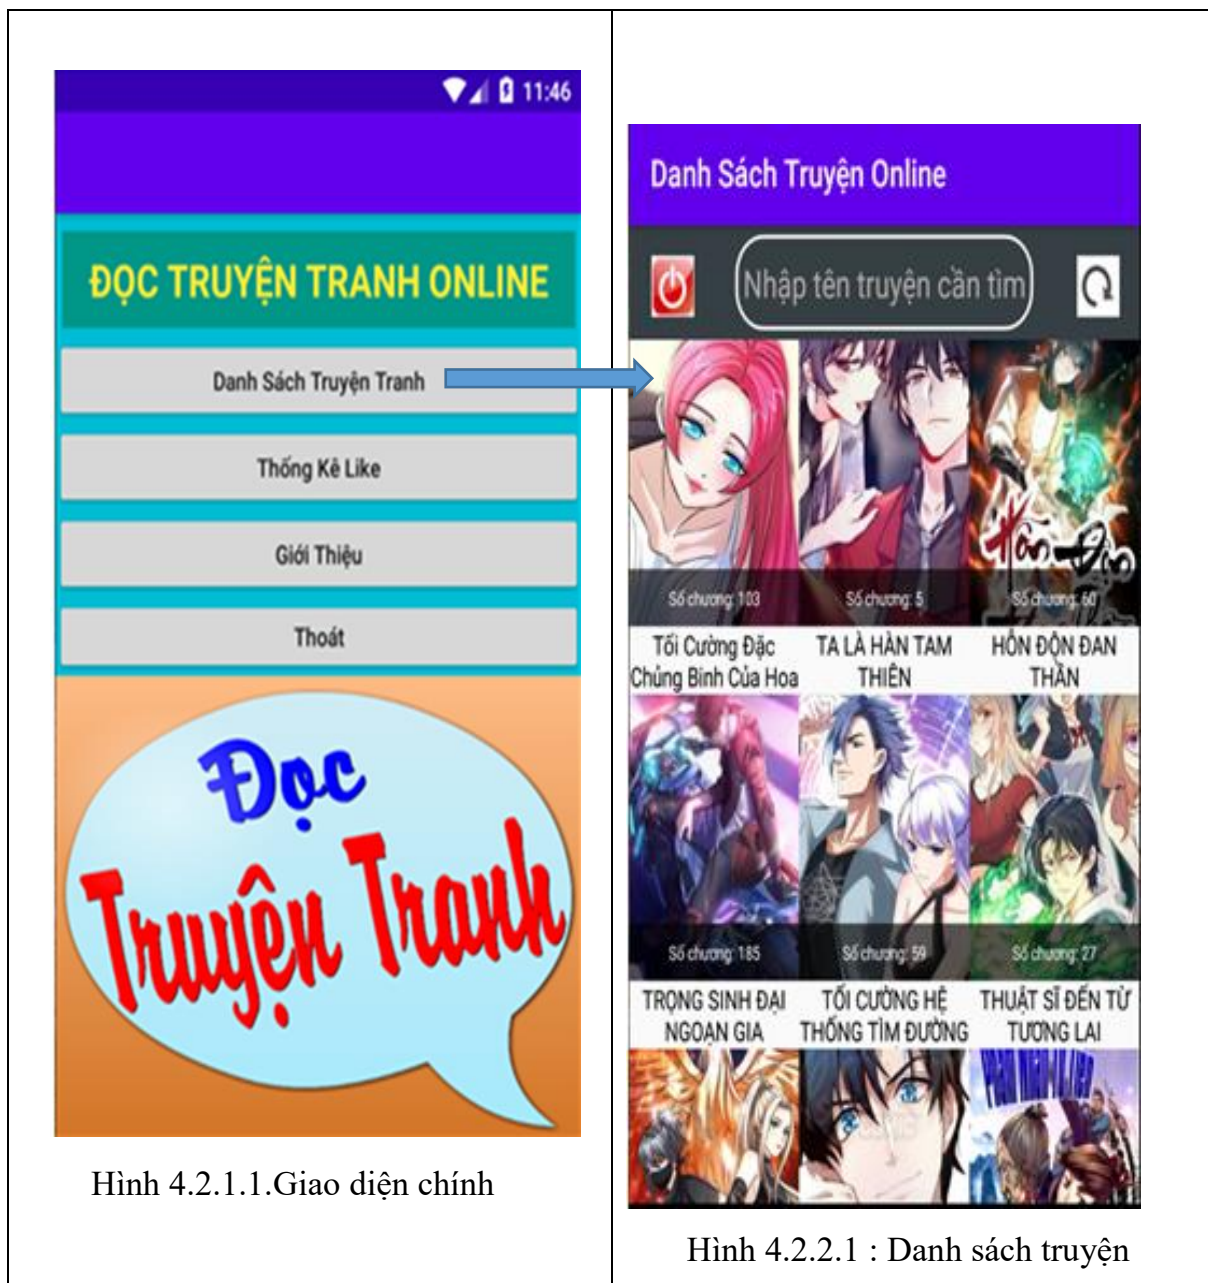 11:46
ĐỌC TRUYỆN TRANH ONLINE
Danh Sách Truyện Tranh
Thống Kê Like
Giới Thiệu
Thoát
Đọc
Truyện Tranh
Hình 4.2.1.1.Giao diện chính
Danh Sách Truyện Online
Nhập tên truyện cần tìm
Hỗn Độn
Số chương: 103
Số chương: 5
Số chương: 60
Tối Cường Đặc
Chủng Binh Của Hoa
TA LÀ HÀN TAM
THIÊN
HỖN ĐỘN ĐAN
THẦN
Số chương: 185
Số chương: 59
Số chương: 27
TRỌNG SINH ĐẠI
NGOẠN GIA
TỐI CƯỜNG HỆ
THỐNG TÌM ĐƯỜNG
THUẬT SĨ ĐẾN TỪ
TƯƠNG LAI
Hình 4.2.2.1 : Danh sách truyện